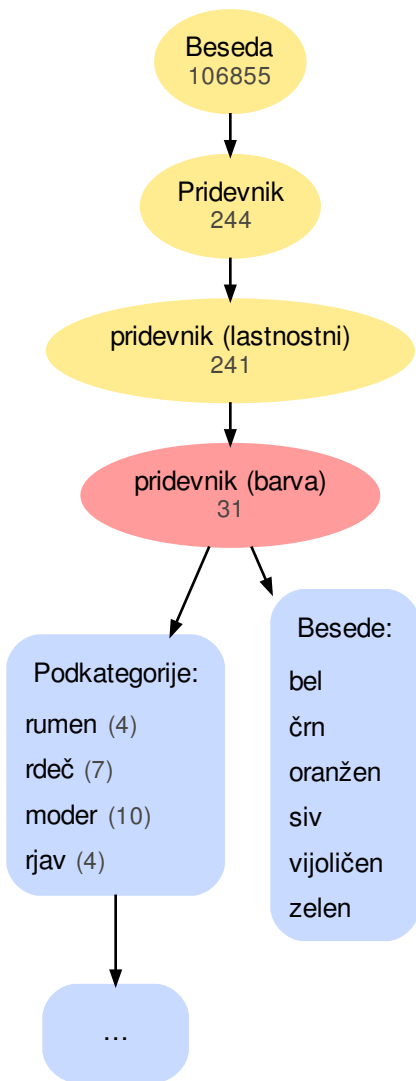 Beseda
106855
Pridevnik
244
pridevnik (lastnostni)
241
pridevnik (barva)
31
Podkategorije:
rumen (4)
rdeč (7)
moder (10)
rjav (4)
Besede:
bel
črn
oranžen
siv
vijoličen
zelen
...